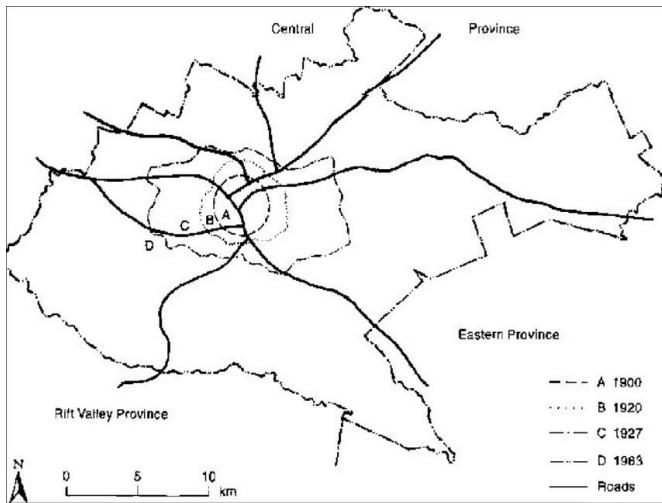 Central
Province
A
B
C
D
Eastern Province
Rift Valley Province
A 1900
B 1920
C 1927
D 1963
Roads
N
0 5 10
km